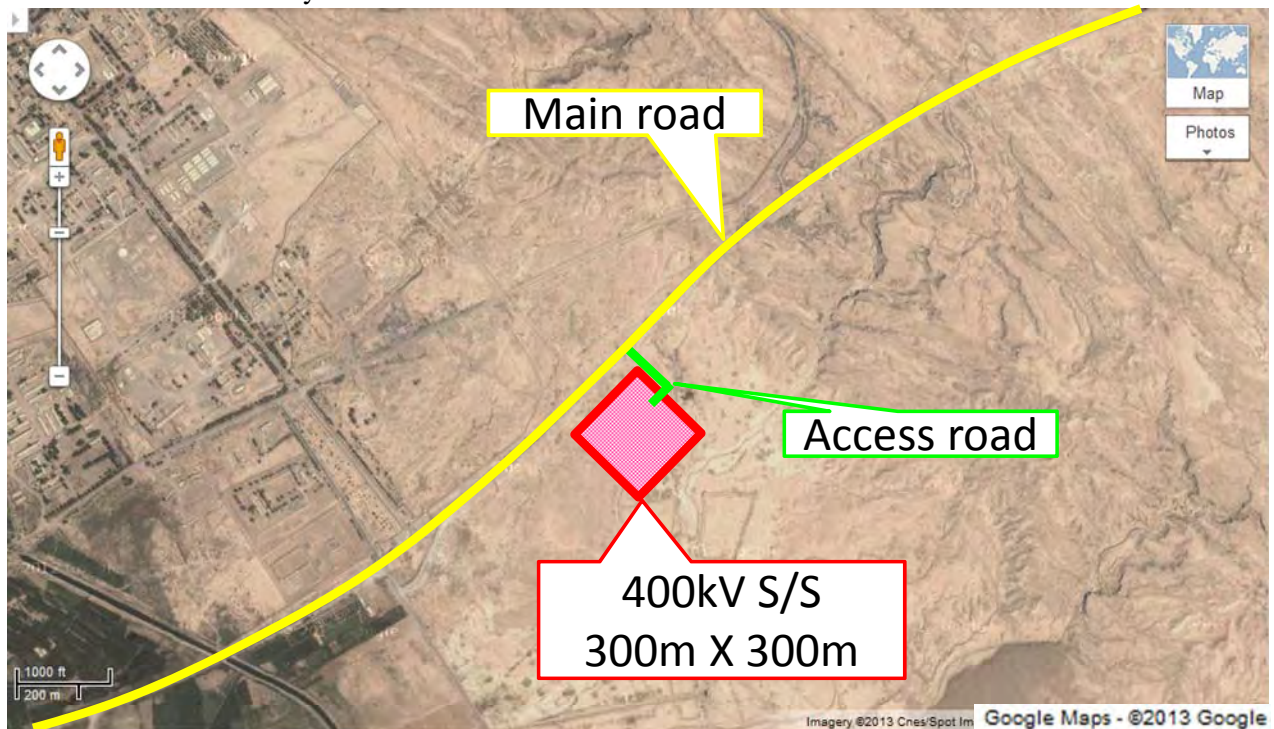 Map
Photos
Main road
Access road
400kV S/S
300m X 300m
1000 ft
200 m
Imagery ©2013 Cnes/Spot Im
Google Maps - ©2013 Google